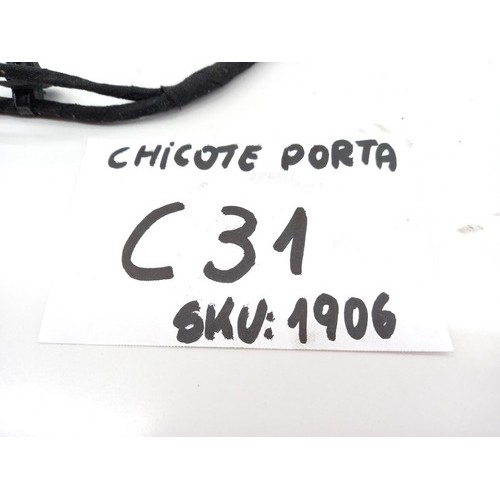 CHICOTE PORTA
C31
SKU: 1906